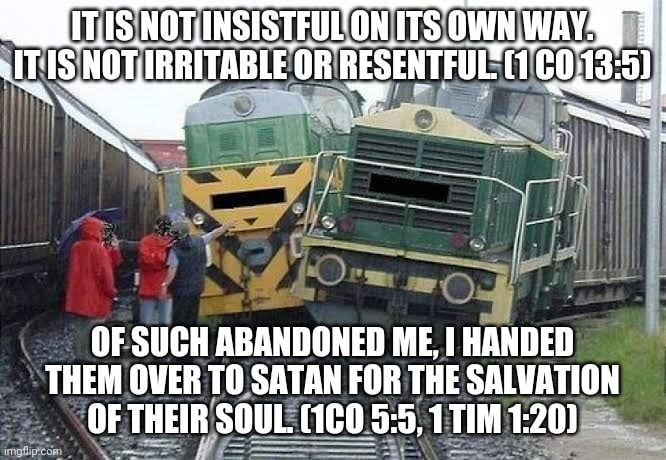 IT IS NOT INSISTFUL ON ITS OWN WAY.
IT IS NOT IRRITABLE OR RESENTFUL. (1 CO 13:5)
OF SUCH ABANDONED ME, I HANDED
THEM OVER TO SATAN FOR THE SALVATION
OF THEIR SOUL. (1CO 5:5, 1 TIM 1:20)
imgflip.com